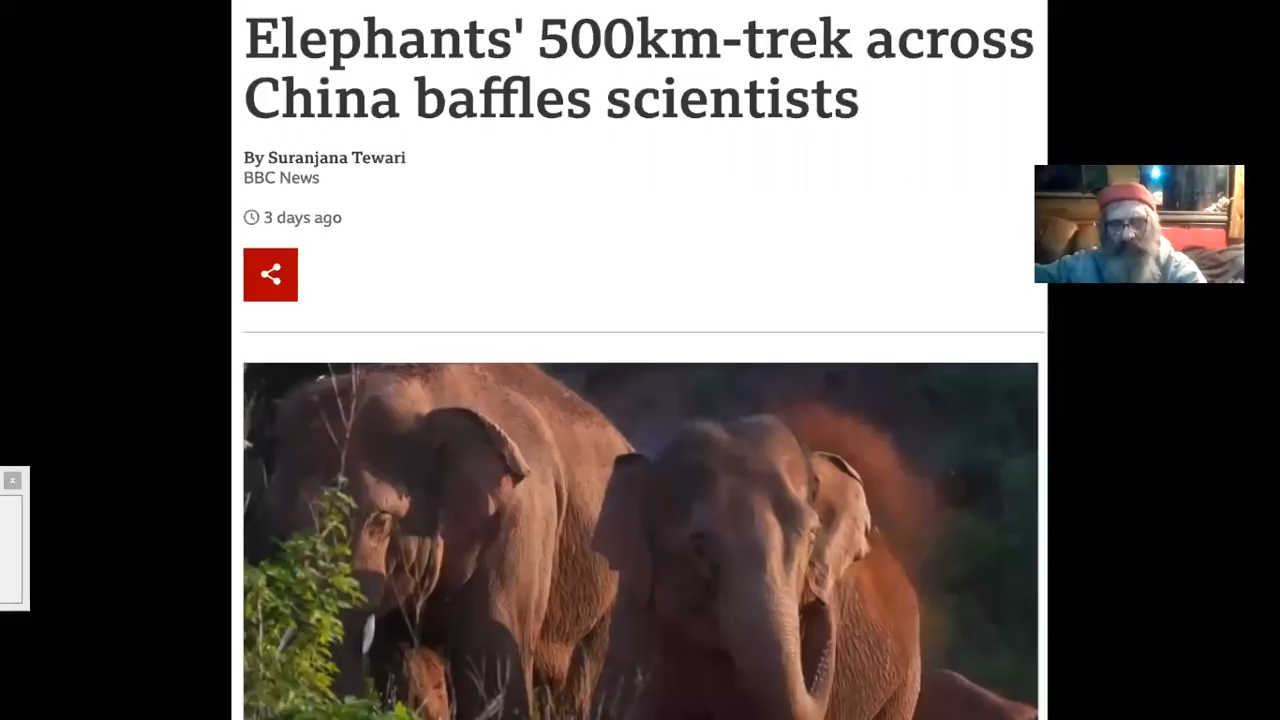 Elephants' 500km-trek across
China baffles scientists
By Suranjana Tewari
BBC News
3 days ago
x